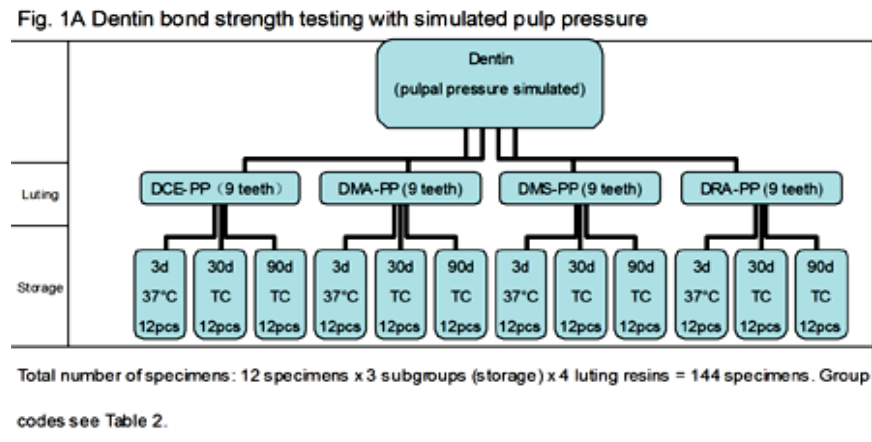 Fig. 1A Dentin bond strength testing with simulated pulp pressure
Dentin
(pulpal pressure simulated)
Luting
DCE-PP（9 teeth） DMA-PP (9 teeth) DMS-PP (9 teeth) DRA-PP (9 teeth)
Storage
3d 30d 90d 3d 30d 90d 3d 30d 90d 3d 30d 90d
37°C TC TC 37°C TC TC 37°C TC TC 37°C TC TC
12pcs 12pcs 12pcs 12pcs 12pcs 12pcs 12pcs 12pcs 12pcs 12pcs 12pcs 12pcs
Total number of specimens: 12 specimens x 3 subgroups (storage) x 4 luting resins = 144 specimens. Group
codes see Table 2.